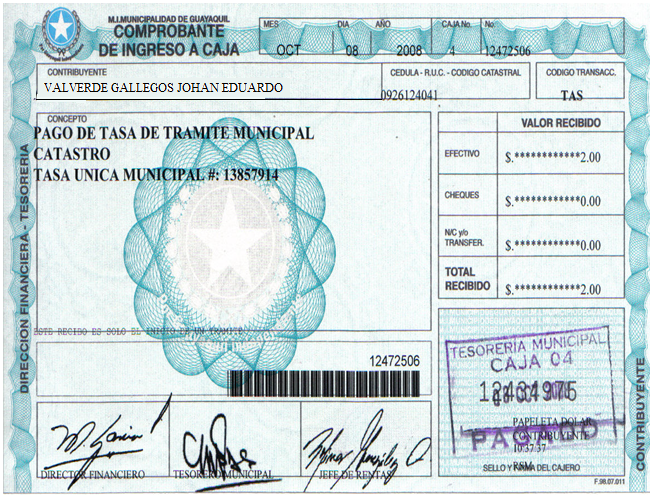 M.I.MUNICIPALIDAD DE GUAYAQUIL
COMPROBANTE
DE INGRESO A CAJA
MES DIA AÑO CAJA No. No
OCT 08 2008 4 12472506
CONTRIBUYENTE
VALVERDE GALLEGOS JOHAN EDUARDO
CEDULA - R.U.C. - CODIGO CATASTRAL
0926124041
CODIGO TRANSACC.
TAS
CONCEPTO
PAGO DE TASA DE TRAMITE MUNICIPAL
CATASTRO
TASA UNICA MUNICIPAL #: 13857914
ESTE RECIDO ES SOLO EL INICIO DE UN TRAMITE
VALOR RECIBIDO
EFECTIVO $.************2.00
CHEQUES $.************0.00
N/C y/o
TRANSFER. $.************0.00
TOTAL
RECIBIDO $.************2.00
12472506
DIRECTOR FINANCIERO
TESORERO MUNICIPAL
JEFE DE RENTAS
TESORERIA MUNICIPAL
CAJA 04
PAPELETA DOLAR
CONTRIBUYENTE
10:37:37
PAGADO
RSM
SELLO Y FIRMA DEL CAJERO
F.98.07.011
DIRECCION FINANCIERA - TESORERIA
CONTRIBUYENTE